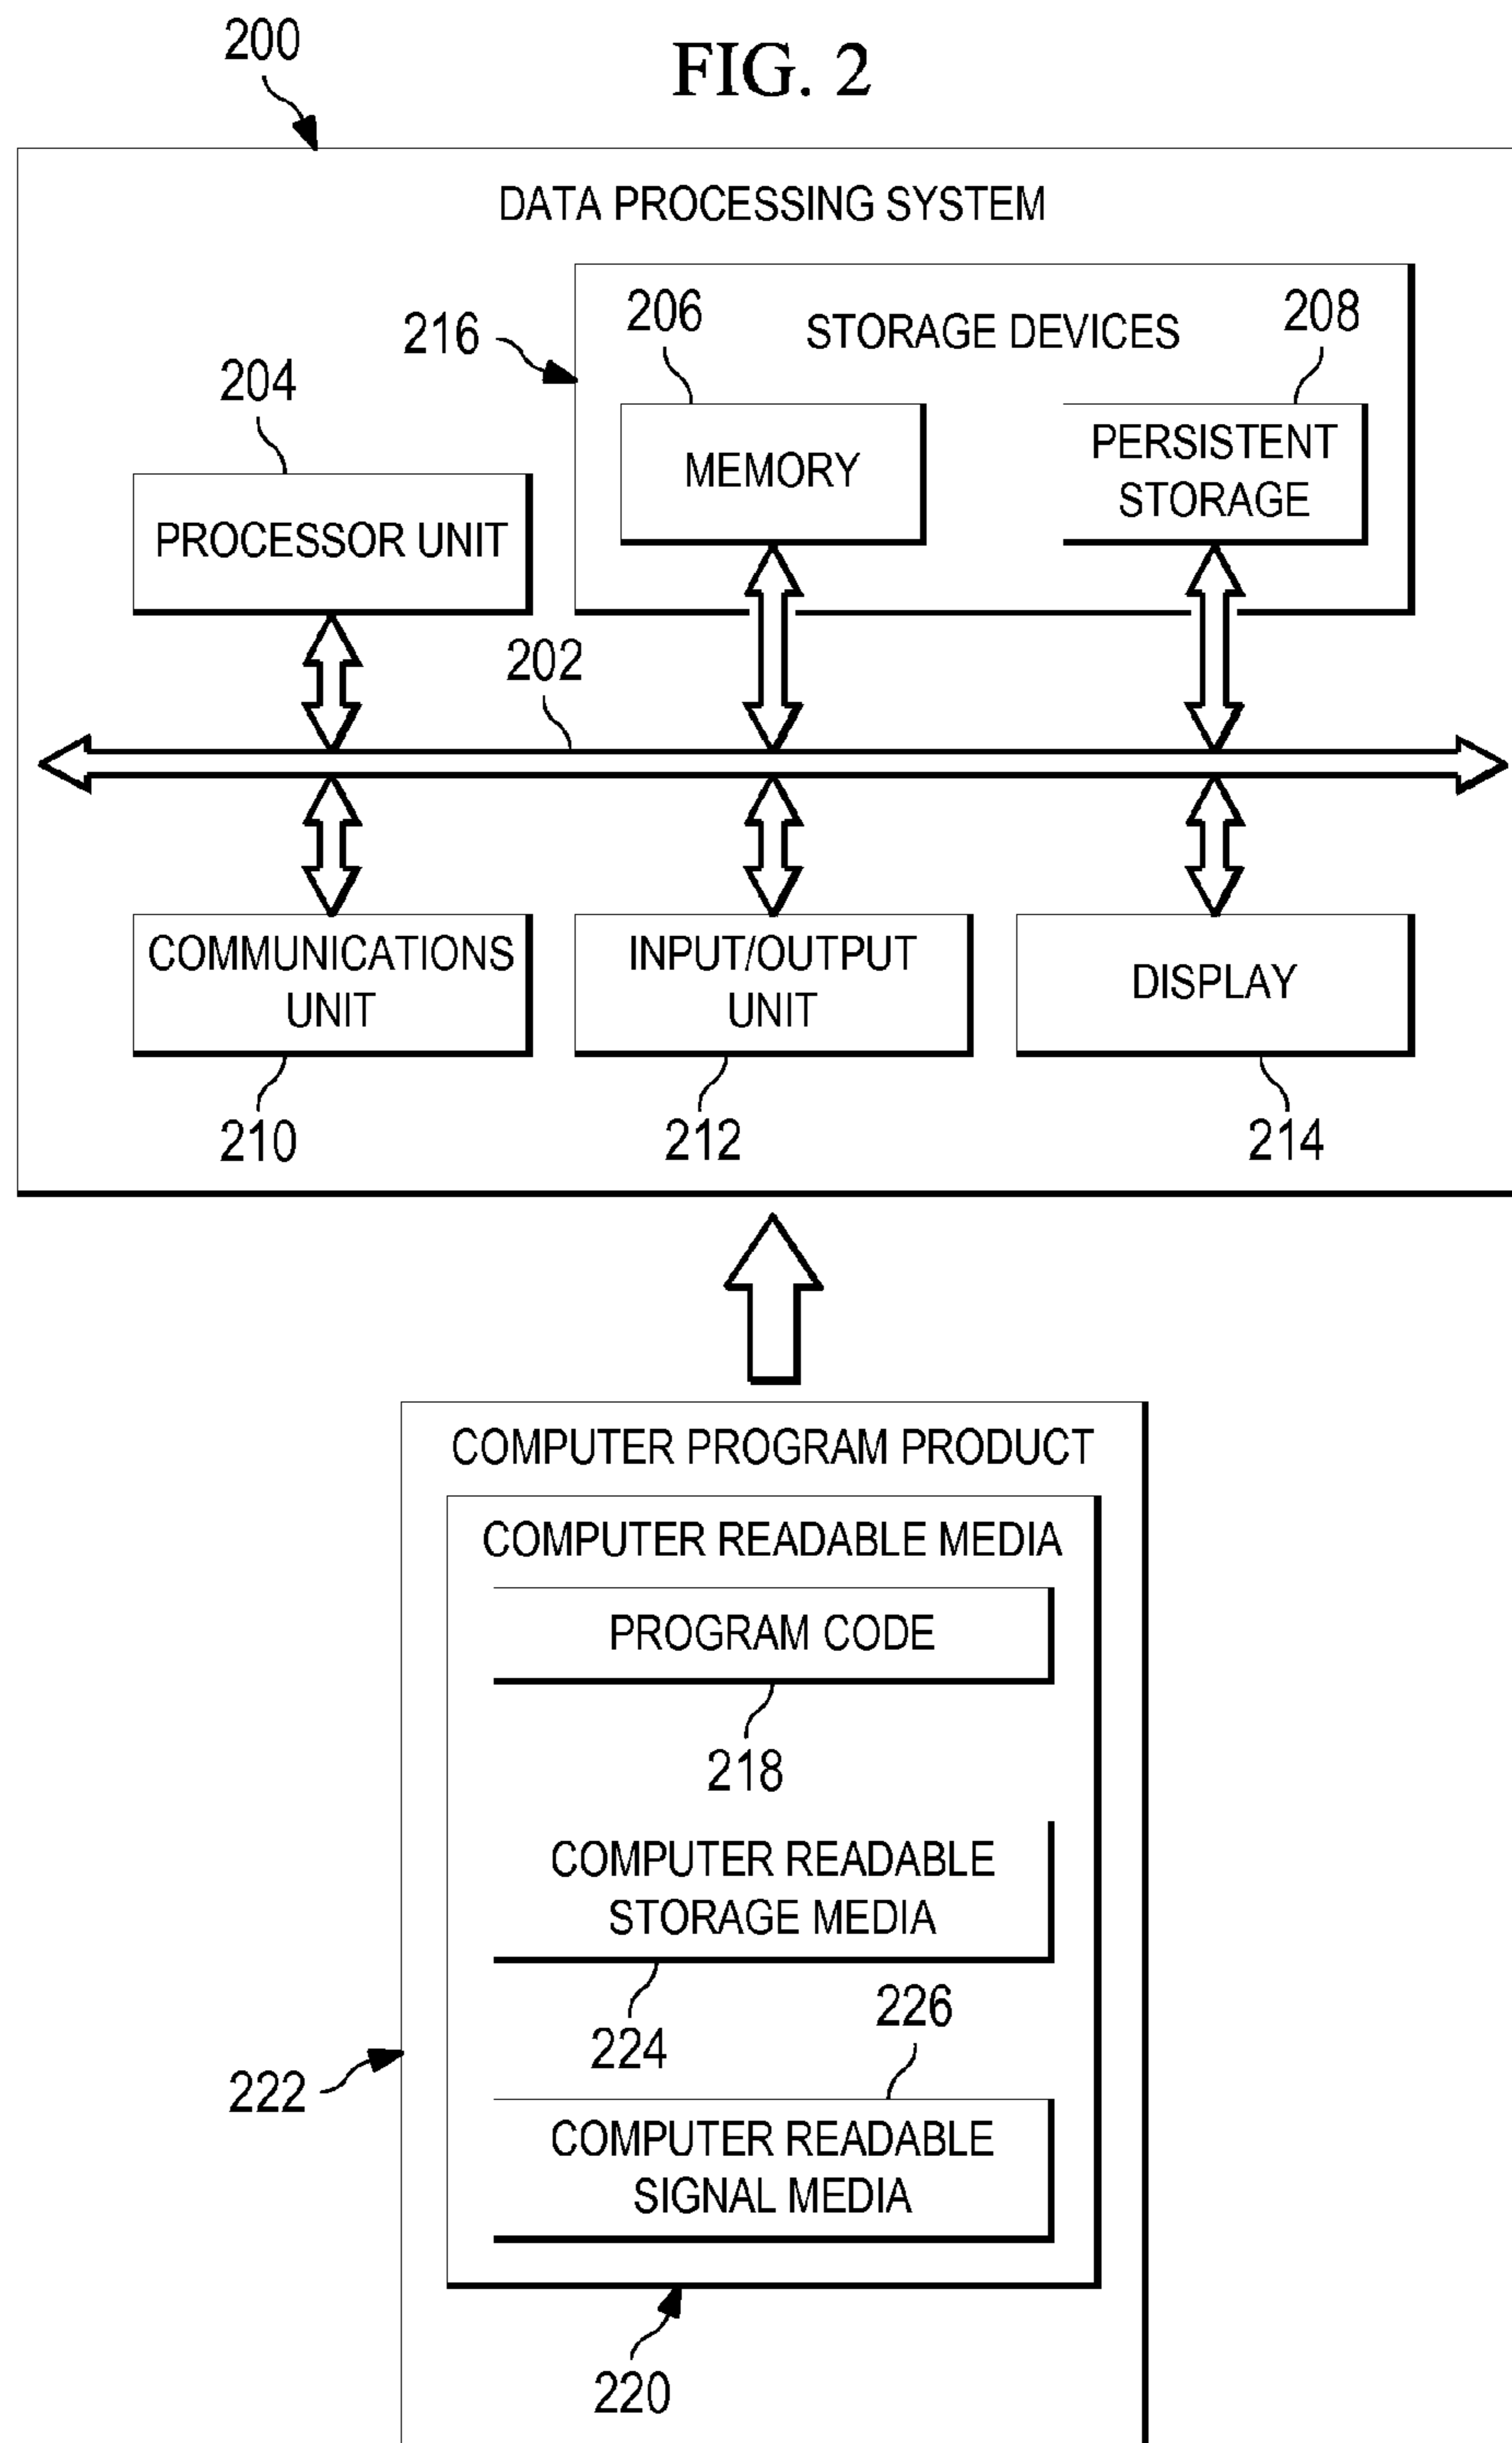 200
FIG. 2
DATA PROCESSING SYSTEM
216
206
STORAGE DEVICES
208
204
MEMORY
PERSISTENT
STORAGE
PROCESSOR UNIT
202
COMMUNICATIONS
UNIT
INPUT/OUTPUT
UNIT
DISPLAY
210
212
214
COMPUTER PROGRAM PRODUCT
COMPUTER READABLE MEDIA
PROGRAM CODE
218
COMPUTER READABLE
STORAGE MEDIA
224
226
222
COMPUTER READABLE
SIGNAL MEDIA
220